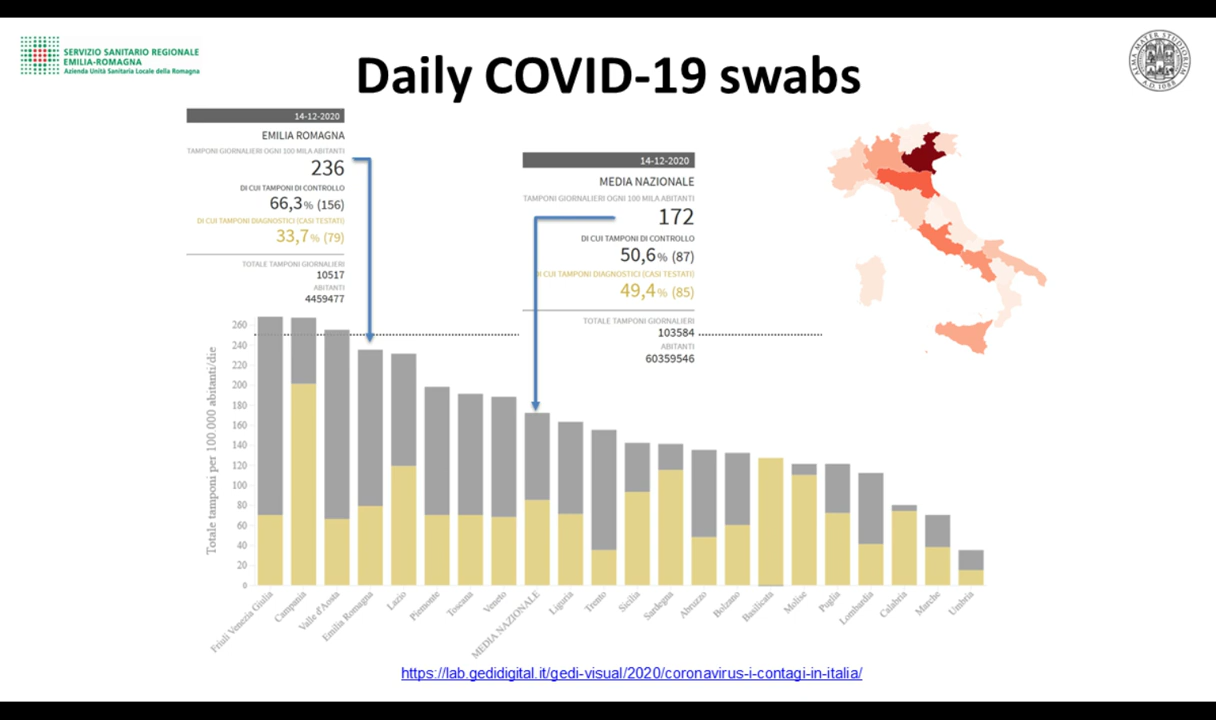 SERVIZIO SANITARIO REGIONALE
EMILIA-ROMAGNA
Azienda Unità Sanitaria Locale della Romagna
Daily COVID-19 swabs
ALMA MATER STUDIORUM
A.D. 1088
14-12-2020
EMILIA ROMAGNA
TAMPONI GIORNALIERI OGNI 100 MILA ABITANTI
236
DI CUI TAMPONI DI CONTROLLO
66,3% (156)
DI CUI TAMPONI DIAGNOSTICI (CASI TESTATI)
33,7% (79)
TOTALE TAMPONI GIORNALIERI
10517
ABITANTI
4459477
14-12-2020
MEDIA NAZIONALE
TAMPONI GIORNALIERI OGNI 100 MILA ABITANTI
172
DI CUI TAMPONI DI CONTROLLO
50,6% (87)
DI CUI TAMPONI DIAGNOSTICI (CASI TESTATI)
49,4% (85)
TOTALE TAMPONI GIORNALIERI
103584
ABITANTI
60359546
Totale tamponi per 100 000 abitanti/die
260
240
220
200
180
160
140
120
100
80
60
40
20
0
Friuli Venezia Giulia
Campania
Valle d'Aosta
Emilia Romagna
Lazio
Piemonte
Toscana
Veneto
MEDIA NAZIONALE
Liguria
Trento
Sicilia
Sardegna
Abruzzo
Bolzano
Basilicata
Molise
Puglia
Lombardia
Calabria
Marche
Umbria
https://lab.gedidigital.it/gedi-visual/2020/coronavirus-i-contagi-in-italia/